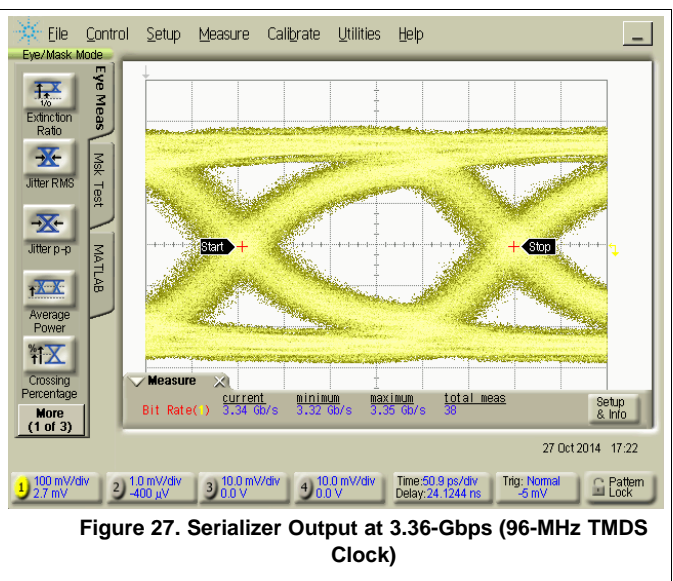 File Control Setup Measure Calibrate Utilities Help
Eye/Mask Mode
Extinction
Ratio
Jitter RMS
Jitter p-p
Average
Power
Crossing
Percentage
More
(1 of 3)
Eye Meas
Msk Test
MATLAB
1/0
%
Start
Stop
Measure
current minimum maximum total meas
Bit Rate(1) 3.34 Gb/s 3.32 Gb/s 3.35 Gb/s 38
Setup
& Info
27 Oct 2014 17:22
1 100 mV/div
2.7 mV
2 1.0 mV/div
-400 µV
3 10.0 mV/div
0.0 V
4 10.0 mV/div
0.0 V
Time:50.9 ps/div
Delay:24.1244 ns
Trig: Normal
-5 mV
Pattern
Lock
Figure 27. Serializer Output at 3.36-Gbps (96-MHz TMDS
Clock)